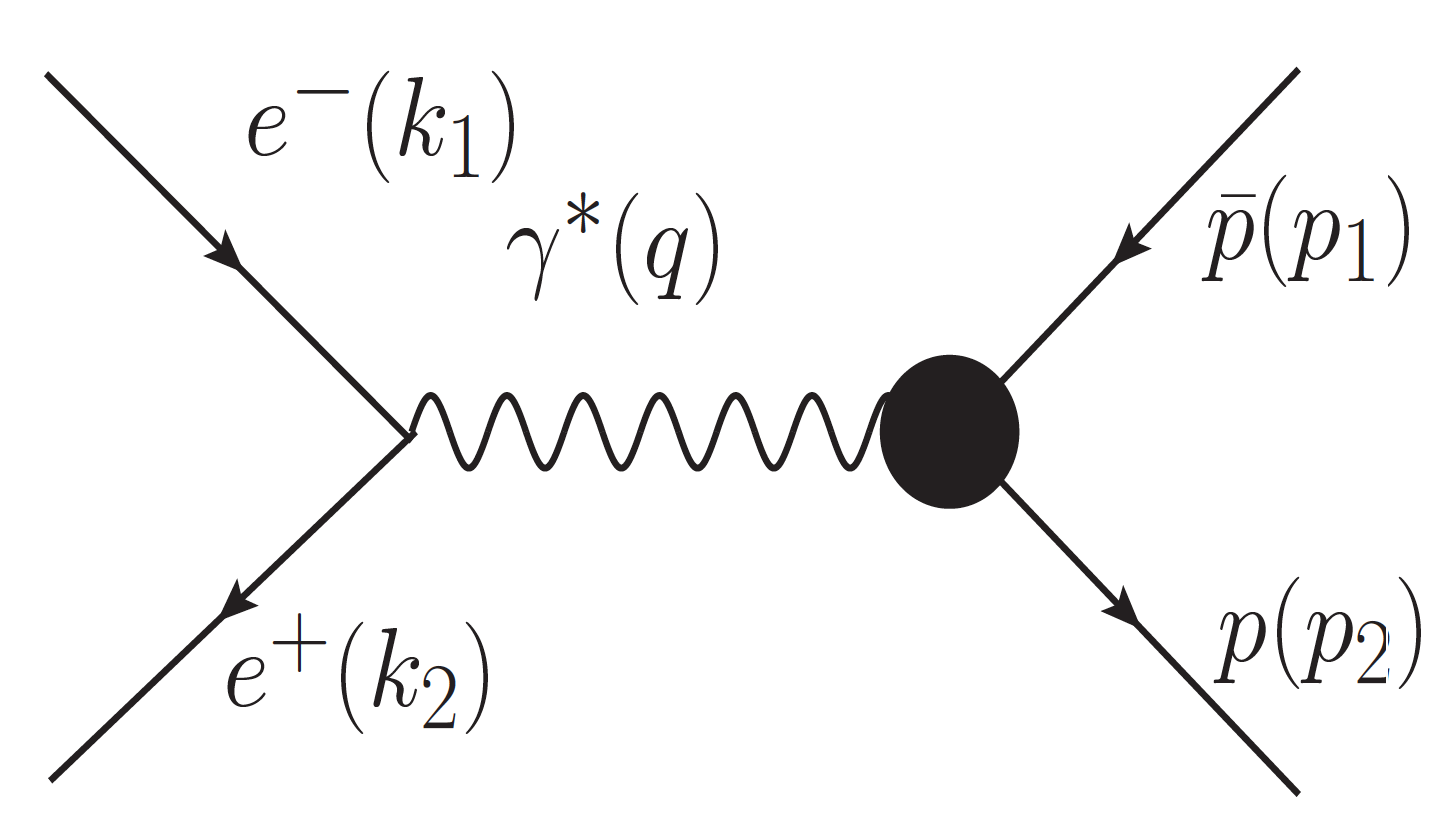 e⁻(k₁)
γ*(q)
p̄(p₁)
e⁺(k₂)
p(p₂)